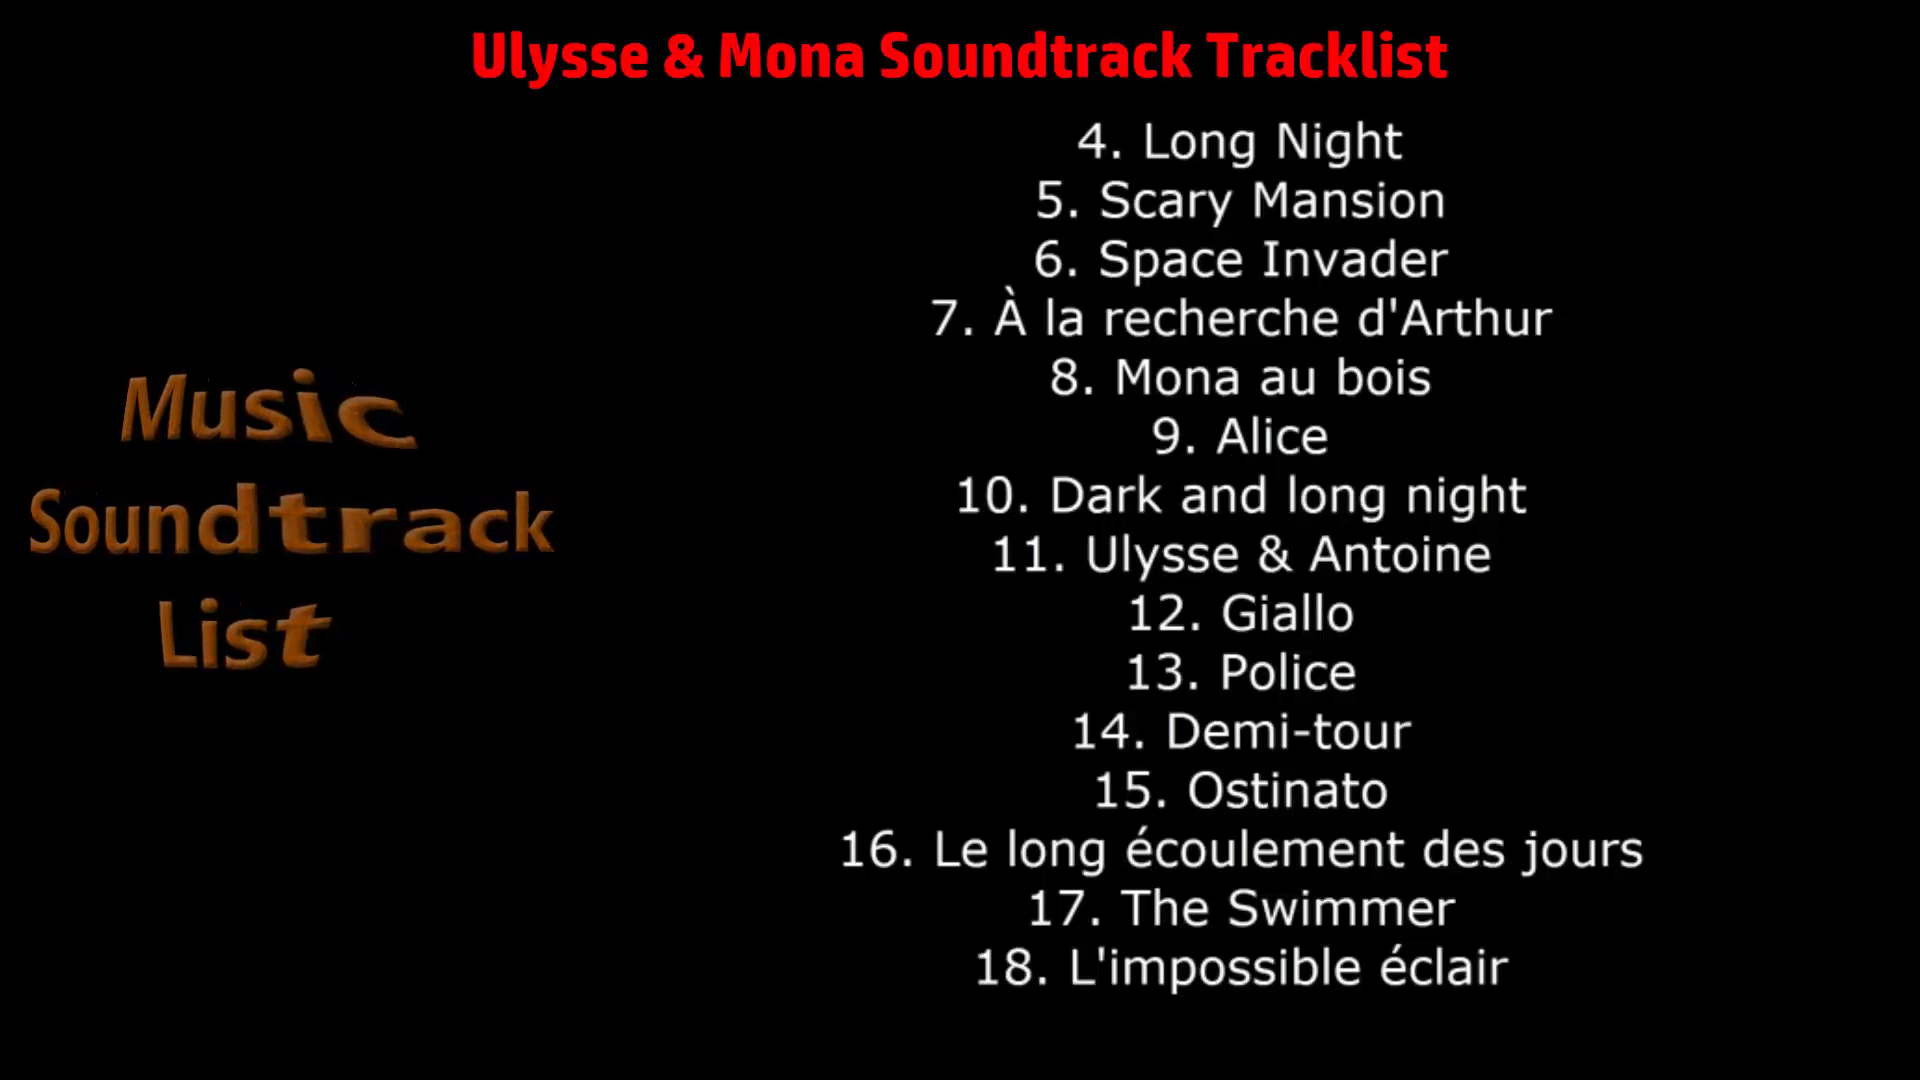 Ulysse & Mona Soundtrack Tracklist
Music
Soundtrack
List
4. Long Night
5. Scary Mansion
6. Space Invader
7. À la recherche d'Arthur
8. Mona au bois
9. Alice
10. Dark and long night
11. Ulysse & Antoine
12. Giallo
13. Police
14. Demi-tour
15. Ostinato
16. Le long écoulement des jours
17. The Swimmer
18. L'impossible éclair